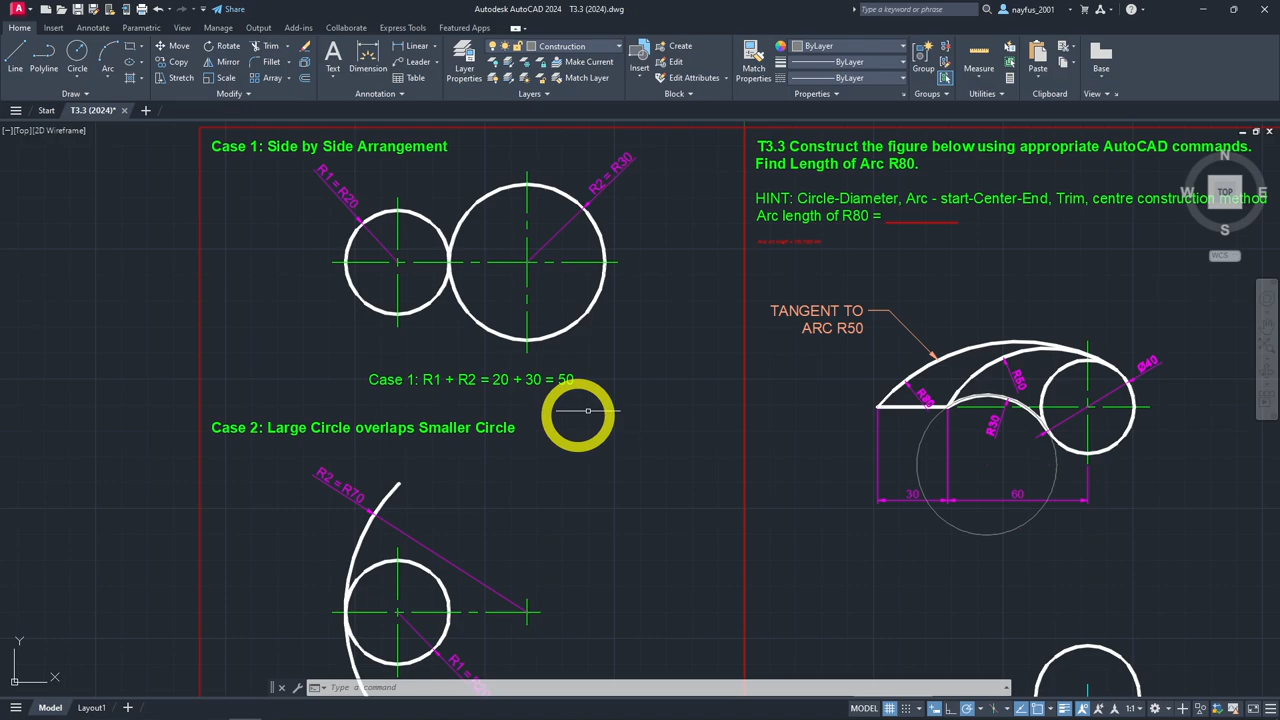 Share
Autodesk AutoCAD 2024 T3.3 (2024).dwg
Type a keyword or phrase
nayfus_2001
Home Insert Annotate Parametric View Manage Output Add-ins Collaborate Express Tools Featured Apps
Line Polyline Circle Arc
Move Rotate Trim
Copy Mirror Fillet
Stretch Scale Array
Text Dimension
Linear
Leader
Table
Layer Properties
Construction
Make Current
Match Layer
Insert
Create
Edit
Edit Attributes
Match Properties
ByLayer
ByLayer
ByLayer
Group
Measure
Paste
Base
Draw Modify Annotation Layers Block Properties Groups Utilities Clipboard View
Start T3.3 (2024)*
[−][Top][2D Wireframe]
Case 1: Side by Side Arrangement
R1 = R20
R2 = R30
Case 1: R1 + R2 = 20 + 30 = 50
Case 2: Large Circle overlaps Smaller Circle
R2 = R70
T3.3 Construct the figure below using appropriate AutoCAD commands.
Find Length of Arc R80.
HINT: Circle-Diameter, Arc - start-Center-End, Trim, centre construction method
Arc length of R80 =
N
W TOP E
S
WCS
TANGENT TO
ARC R50
R80
R50
Ø40
R30
30
60
Y
X
Type a command
Model Layout1
MODEL
1:1